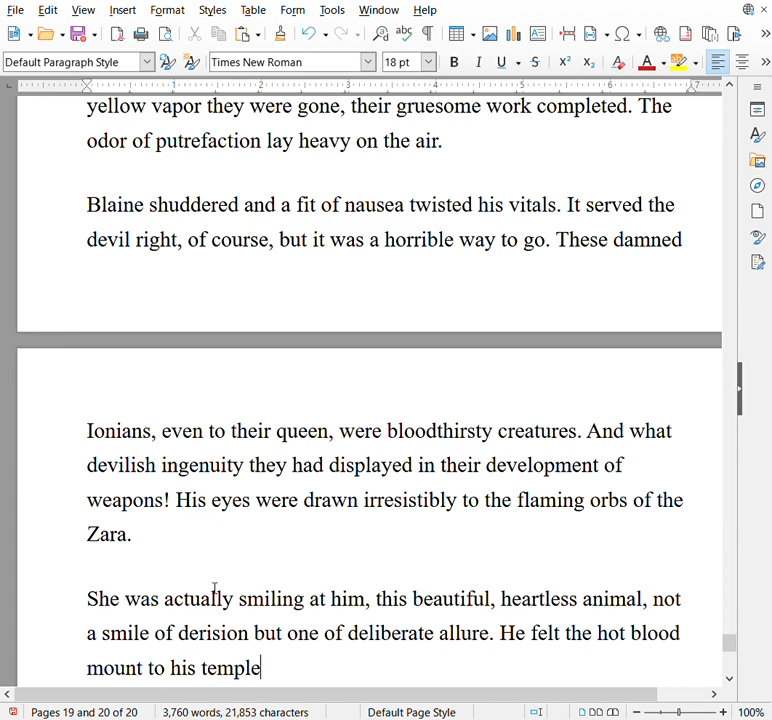 File Edit View Insert Format Styles Table Form Tools Window Help
Default Paragraph Style Times New Roman 18 pt
1 2 3 4 5 6 7
yellow vapor they were gone, their gruesome work completed. The
odor of putrefaction lay heavy on the air.
Blaine shuddered and a fit of nausea twisted his vitals. It served the
devil right, of course, but it was a horrible way to go. These damned
Ionians, even to their queen, were bloodthirsty creatures. And what
devilish ingenuity they had displayed in their development of
weapons! His eyes were drawn irresistibly to the flaming orbs of the
Zara.
She was actually smiling at him, this beautiful, heartless animal, not
a smile of derision but one of deliberate allure. He felt the hot blood
mount to his temple
Pages 19 and 20 of 20 3,760 words, 21,853 characters Default Page Style 100%